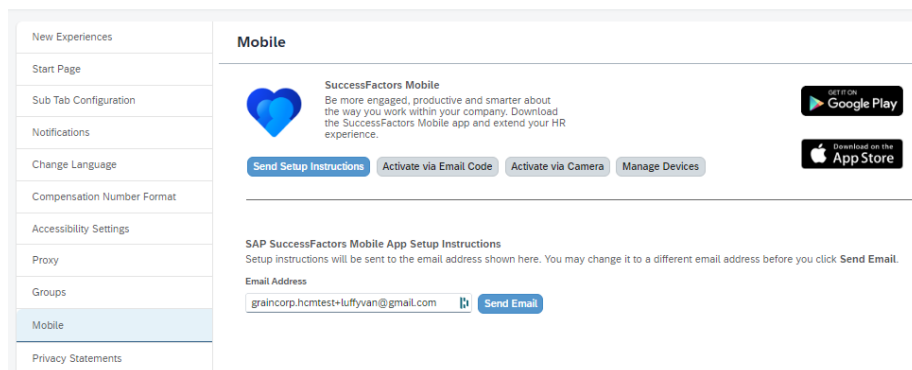 New Experiences
Start Page
Sub Tab Configuration
Notifications
Change Language
Compensation Number Format
Accessibility Settings
Proxy
Groups
Mobile
Privacy Statements
Mobile
SuccessFactors Mobile
Be more engaged, productive and smarter about
the way you work within your company. Download
the SuccessFactors Mobile app and extend your HR
experience.
GET IT ON
Google Play
Download on the
App Store
Send Setup Instructions Activate via Email Code Activate via Camera Manage Devices
SAP SuccessFactors Mobile App Setup Instructions
Setup instructions will be sent to the email address shown here. You may change it to a different email address before you click Send Email.
Email Address
graincorp.hcmtest+luffyvan@gmail.com Send Email